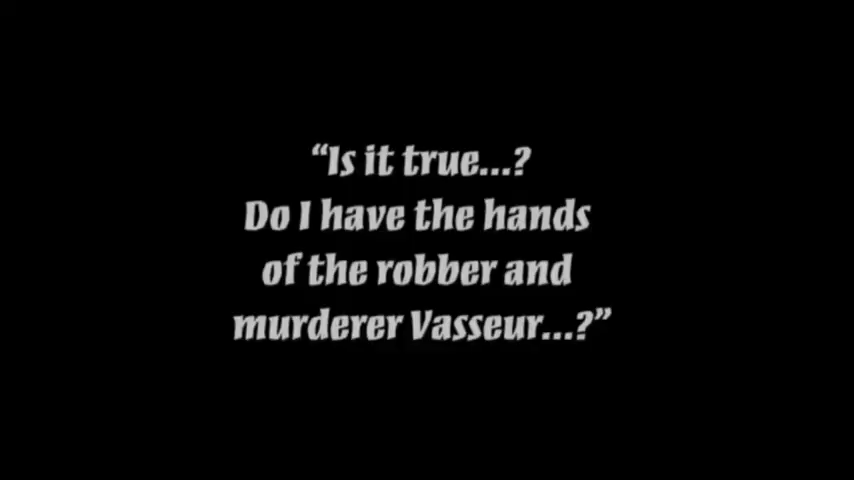 “Is it true...?
Do I have the hands
of the robber and
murderer Vasseur...?”